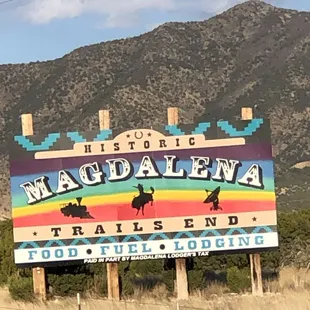 HISTORIC
MAGDALENA
TRAILS END
FOOD • FUEL • LODGING
PAID IN PART BY MAGDALENA LODGER'S TAX